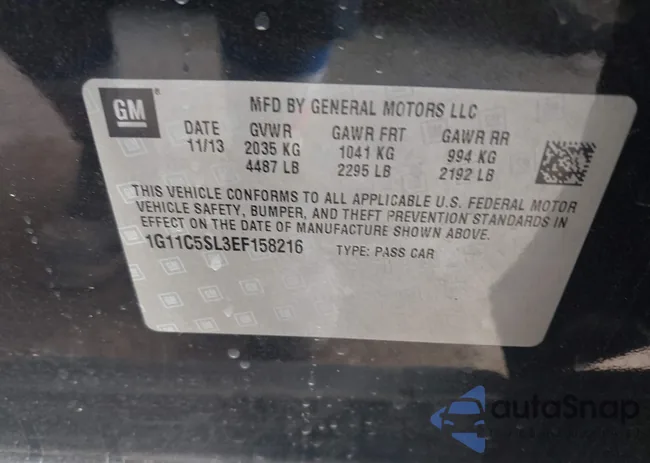 GM
MFD BY GENERAL MOTORS LLC
DATE GVWR GAWR FRT GAWR RR
11/13 2035 KG 1041 KG 994 KG
4487 LB 2295 LB 2192 LB
THIS VEHICLE CONFORMS TO ALL APPLICABLE U.S. FEDERAL MOTOR
VEHICLE SAFETY, BUMPER, AND THEFT PREVENTION STANDARDS IN
EFFECT ON THE DATE OF MANUFACTURE SHOWN ABOVE.
1G11C5SL3EF158216 TYPE: PASS CAR
autoSnap